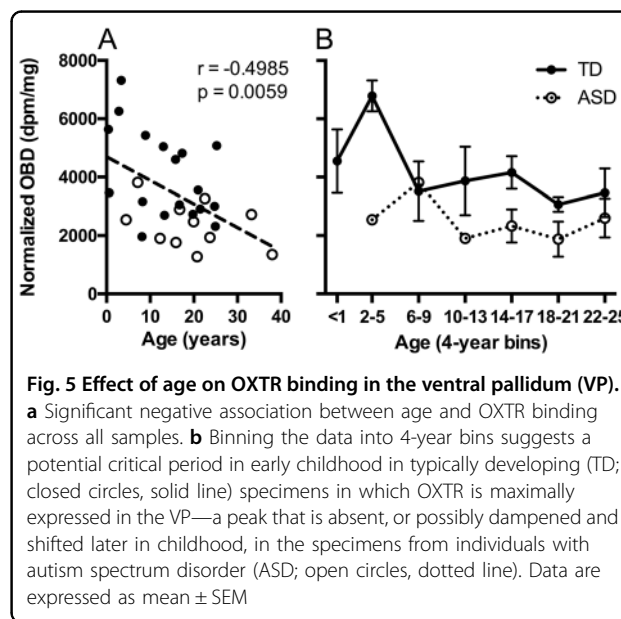 A
B
r = -0.4985
p = 0.0059
TD
ASD
Normalized OBD (dpm/mg)
8000
6000
4000
2000
0
0 10 20 30 40
Age (years)
<1 2-5 6-9 10-13 14-17 18-21 22-25
Age (4-year bins)
Fig. 5 Effect of age on OXTR binding in the ventral pallidum (VP).
a Significant negative association between age and OXTR binding
across all samples. b Binning the data into 4-year bins suggests a
potential critical period in early childhood in typically developing (TD;
closed circles, solid line) specimens in which OXTR is maximally
expressed in the VP—a peak that is absent, or possibly dampened and
shifted later in childhood, in the specimens from individuals with
autism spectrum disorder (ASD; open circles, dotted line). Data are
expressed as mean ± SEM